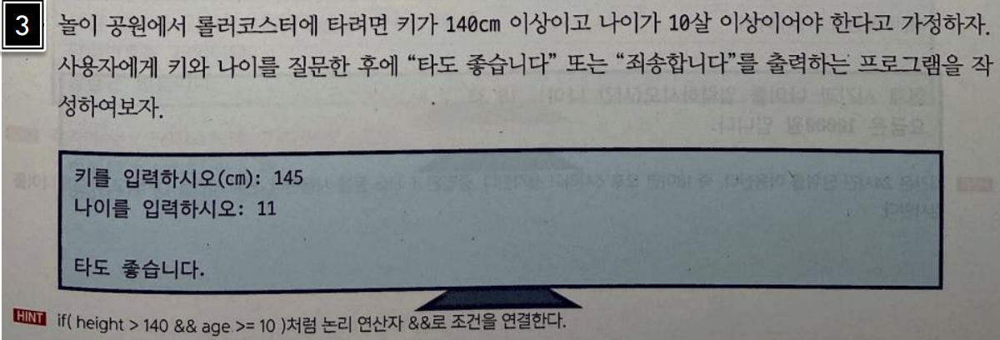 3
놀이 공원에서 롤러코스터에 타려면 키가 140cm 이상이고 나이가 10살 이상이어야 한다고 가정하자.
사용자에게 키와 나이를 질문한 후에 “타도 좋습니다” 또는 “죄송합니다”를 출력하는 프로그램을 작
성하여보자.
키를 입력하시오(cm): 145
나이를 입력하시오: 11
타도 좋습니다.
HINT if( height > 140 && age >= 10 )처럼 논리 연산자 &&로 조건을 연결한다.